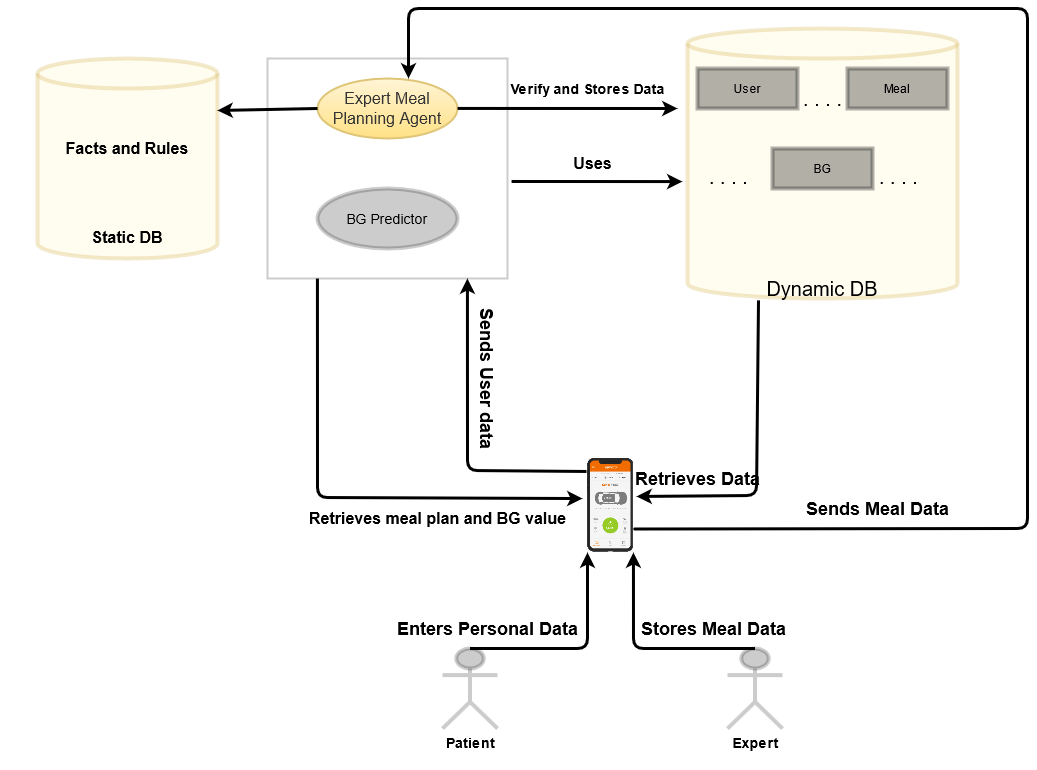 Expert Meal
Planning Agent
Verify and Stores Data
User
. . . .
Meal
Facts and Rules
Uses
BG
. . . .
. . . .
BG Predictor
Static DB
Dynamic DB
Sends User data
Retrieves Data
Sends Meal Data
Retrieves meal plan and BG value
Enters Personal Data
Stores Meal Data
Patient
Expert